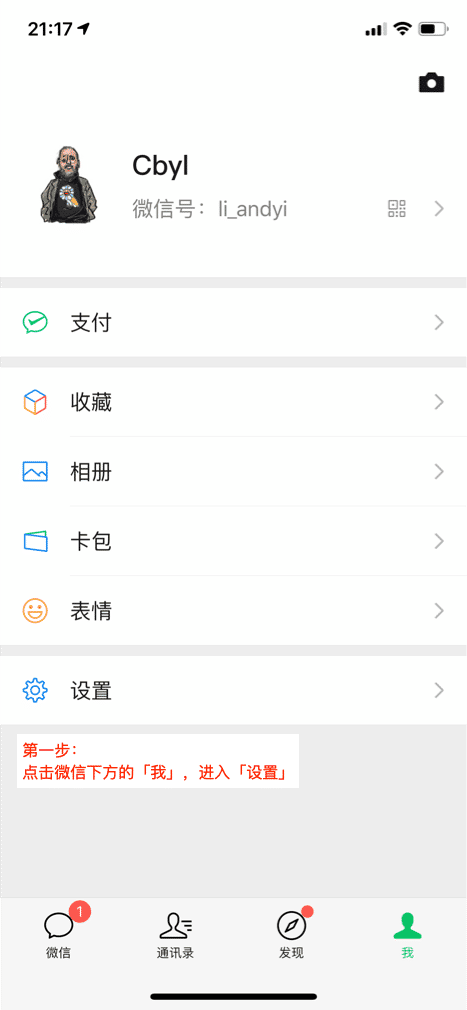 21:17
Cbyl
微信号：li_andyi
支付
收藏
相册
卡包
表情
设置
第一步：
点击微信下方的「我」，进入「设置」
1
微信
通讯录
发现
我